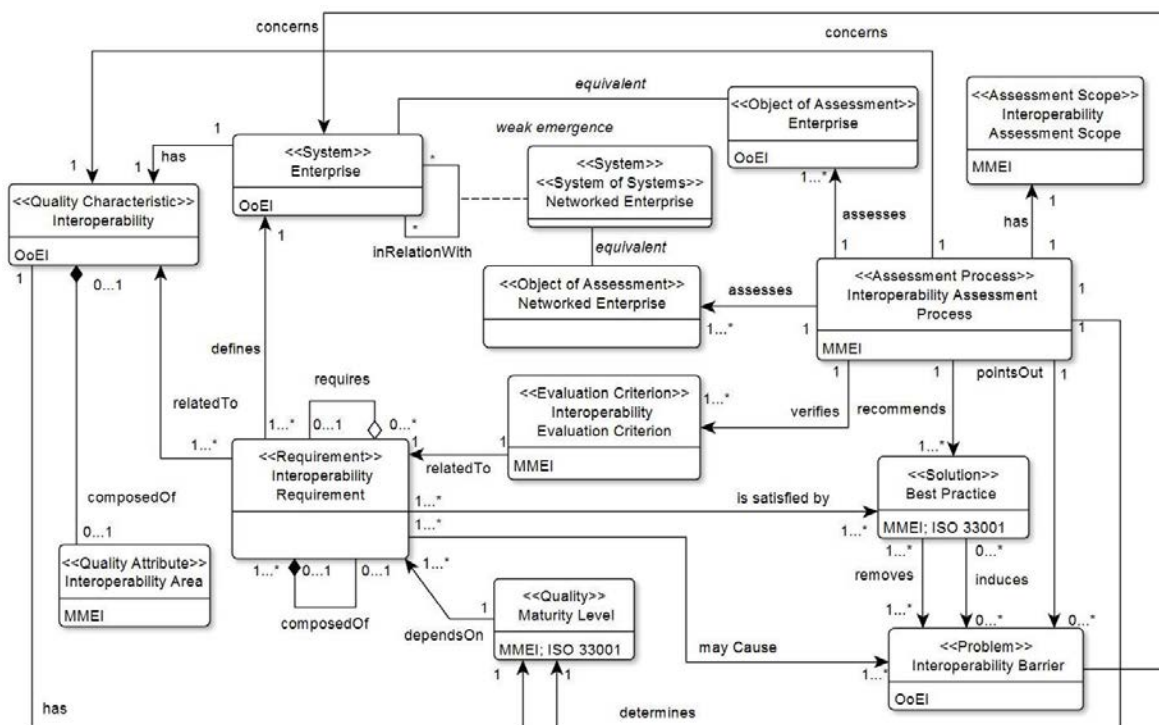 concerns
concerns
equivalent
<<Object of Assessment>>
Enterprise
OoEI
1...*
<<Assessment Scope>>
Interoperability
Assessment Scope
MMEI
1
weak emergence
1
has
1
1
<<System>>
Enterprise
OoEI
1
*
*
inRelationWith
<<System>>
<<System of Systems>>
Networked Enterprise
equivalent
<<Quality Characteristic>>
Interoperability
OoEI
1
0...1
assesses
1
1
has
1
<<Object of Assessment>>
Networked Enterprise
assesses
1...*
1
<<Assessment Process>>
Interoperability Assessment
Process
MMEI
1
1
defines
relatedTo
1...*
requires
1...*
0...1
0...*
<<Evaluation Criterion>>
Interoperability
Evaluation Criterion
MMEI
1...*
1
verifies
1
recommends
pointsOut
1
1
relatedTo
1
1...*
<<Requirement>>
Interoperability
Requirement
1...*
is satisfied by
1...*
<<Solution>>
Best Practice
MMEI; ISO 33001
composedOf
0...1
<<Quality Attribute>>
Interoperability Area
MMEI
1...*
1...*
1...*
0...1
0...1
composedOf
dependsOn
1
<<Quality>>
Maturity Level
MMEI; ISO 33001
1
1
1...*
removes
1...*
0...*
induces
0...*
0...*
may Cause
1...*
<<Problem>>
Interoperability Barrier
OoEI
has
determines